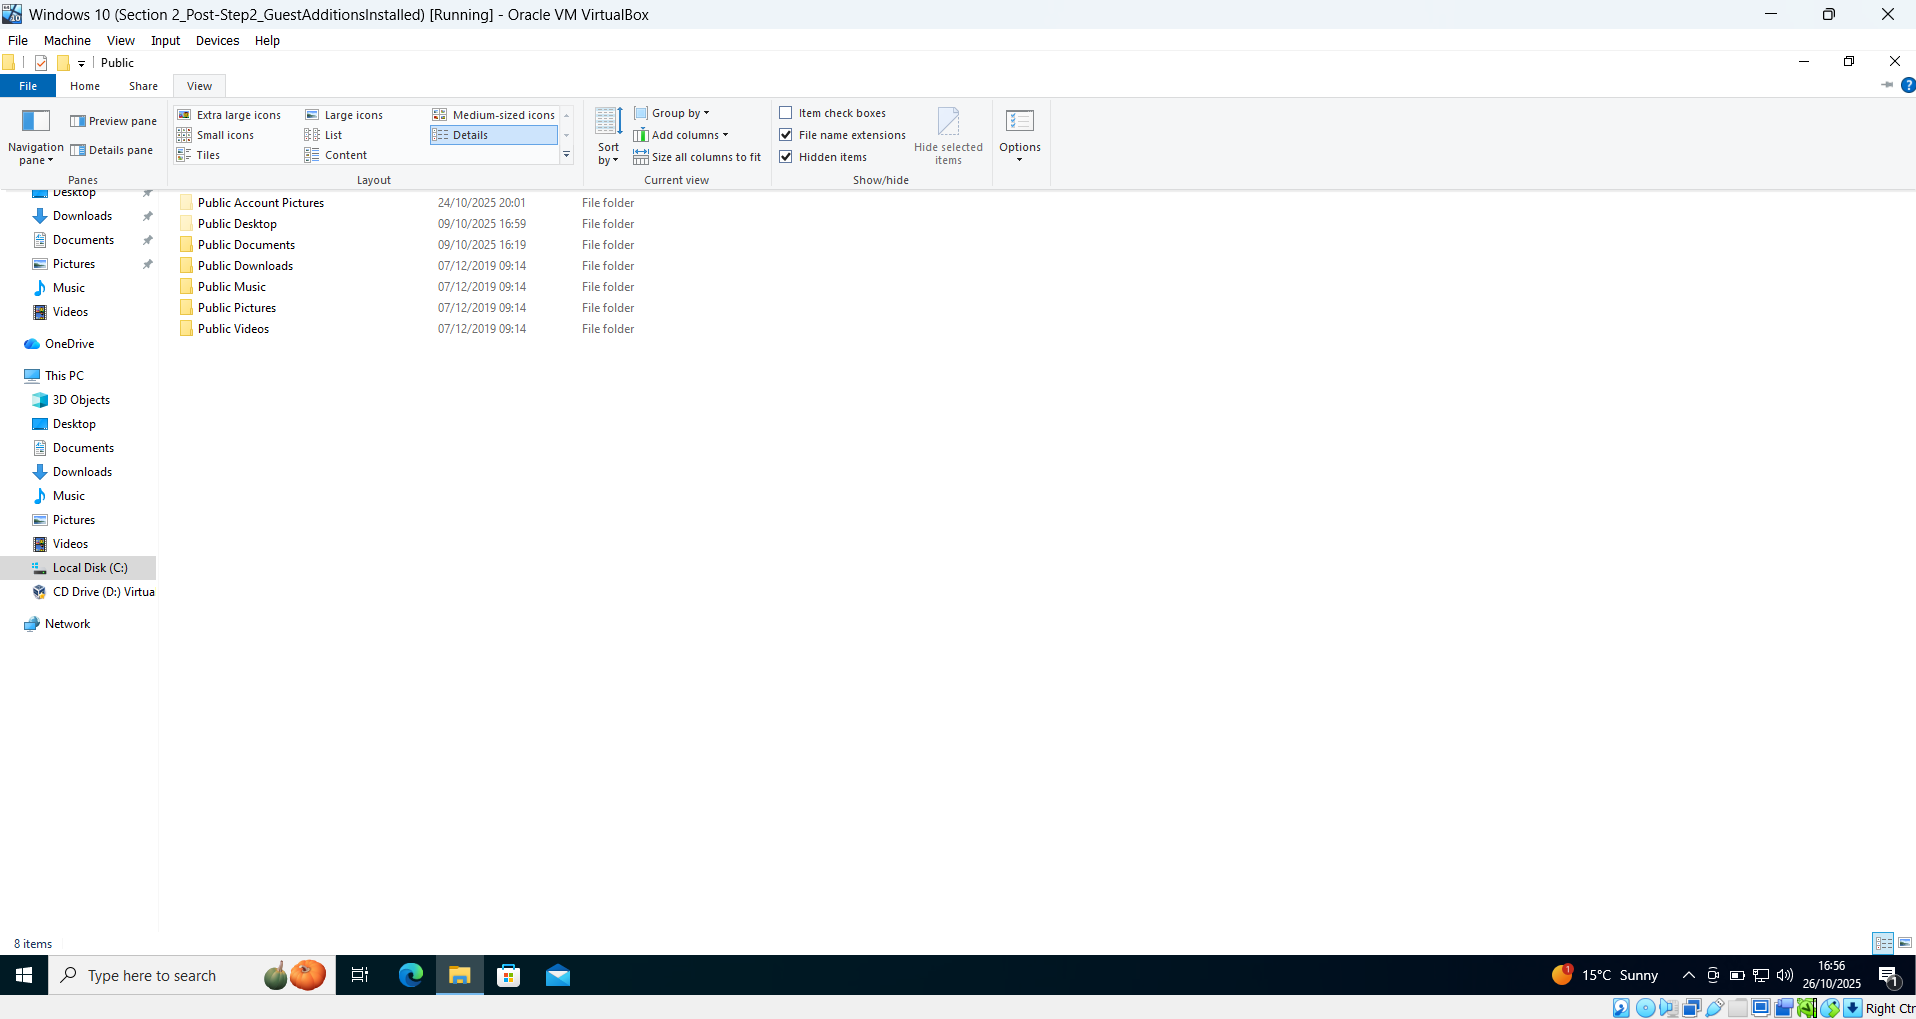 Windows 10 (Section 2_Post-Step2_GuestAdditionsInstalled) [Running] - Oracle VM VirtualBox
File Machine View Input Devices Help
Public
File Home Share View
Extra large icons Large icons Medium-sized icons
Small icons List Details
Tiles Content
Preview pane
Details pane
Navigation pane
Panes
Layout
Sort by
Group by
Add columns
Size all columns to fit
Current view
Item check boxes
File name extensions
Hidden items
Hide selected items
Show/hide
Options
Desktop
Downloads
Documents
Pictures
Music
Videos
OneDrive
This PC
3D Objects
Desktop
Documents
Downloads
Music
Pictures
Videos
Local Disk (C:)
CD Drive (D:) Virtua
Network
Public Account Pictures 24/10/2025 20:01 File folder
Public Desktop 09/10/2025 16:59 File folder
Public Documents 09/10/2025 16:19 File folder
Public Downloads 07/12/2019 09:14 File folder
Public Music 07/12/2019 09:14 File folder
Public Pictures 07/12/2019 09:14 File folder
Public Videos 07/12/2019 09:14 File folder
8 items
Type here to search
1
15°C Sunny
16:56
26/10/2025
1
Right Ctr